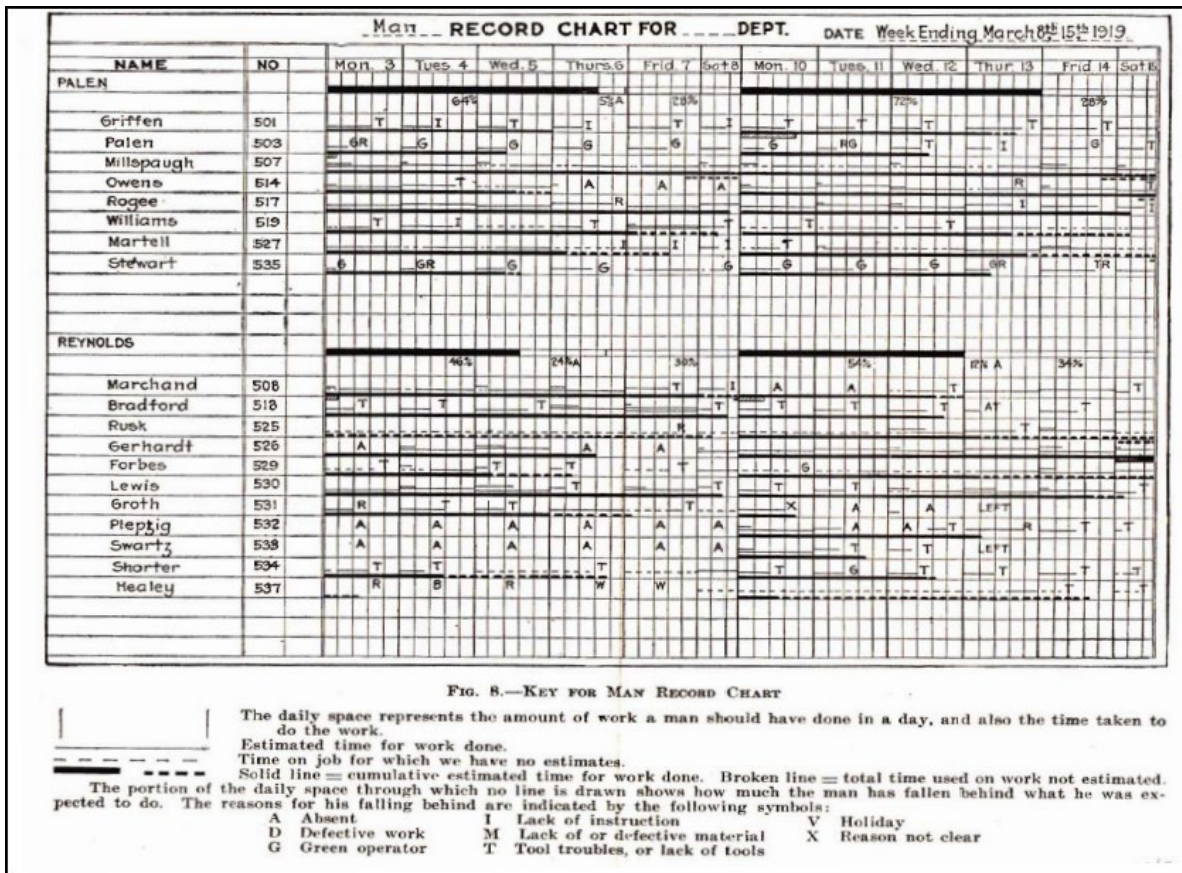 Man RECORD CHART FOR DEPT. DATE Week Ending March 8th 15th 1919
NAME NO Mon. 3 Tues 4 Wed. 5 Thurs. 6 Frid. 7 Sat 8 Mon. 10 Tues. 11 Wed. 12 Thur. 13 Frid 14 Sat. 15
PALEN
64% 28% 72% 28%
Griffen 501 T I T I T I T T T T T
Palen 503 GR G G G G G RG T I G T
Millspaugh 507
Owens 514 T A A A R T
Rogee 517 R I I
Williams 519 T I T T T T
Martell 527 I I I T
Stewart 535 G GR G G G G G G GR TR
REYNOLDS
46% 24% A 30% 54% 12% A 34%
Marchand 508 T I A A T T
Bradford 518 T T T T T T T AT T
Rusk 525 R T
Gerhardt 526 A A A
Forbes 529 T T T T G
Lewis 530 T T T T T T
Groth 531 R T T T X A A LEFT
Pleptzig 532 A A A A A A A A T R T T
Swartz 533 A A A A A A T T LEFT
Shorter 534 T T T T G T T T T
Healey 537 R B R W W T T
FIG. 8.—KEY FOR MAN RECORD CHART
The daily space represents the amount of work a man should have done in a day, and also the time taken to
do the work.
Estimated time for work done.
Time on job for which we have no estimates.
Solid line = cumulative estimated time for work done. Broken line = total time used on work not estimated.
The portion of the daily space through which no line is drawn shows how much the man has fallen behind what he was ex-
pected to do. The reasons for his falling behind are indicated by the following symbols:
A Absent I Lack of instruction V Holiday
D Defective work M Lack of or defective material X Reason not clear
G Green operator T Tool troubles, or lack of tools